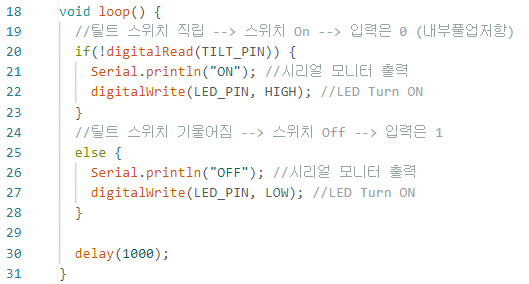 18 void loop() {
19 //틸트 스위치 직립 --> 스위치 On --> 입력은 0 (내부풀업저항)
20 if(!digitalRead(TILT_PIN)) {
21 Serial.println("ON"); //시리얼 모니터 출력
22 digitalWrite(LED_PIN, HIGH); //LED Turn ON
23 }
24 //틸트 스위치 기울어짐 --> 스위치 Off --> 입력은 1
25 else {
26 Serial.println("OFF"); //시리얼 모니터 출력
27 digitalWrite(LED_PIN, LOW); //LED Turn ON
28 }
29
30 delay(1000);
31 }